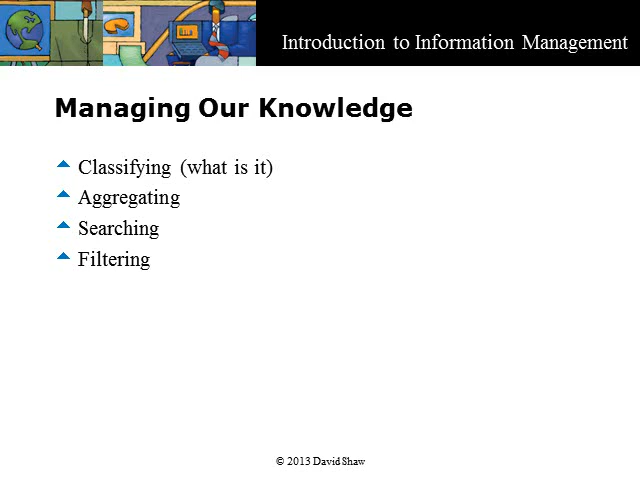 Introduction to Information Management
Managing Our Knowledge
Classifying (what is it)
Aggregating
Searching
Filtering
© 2013 David Shaw